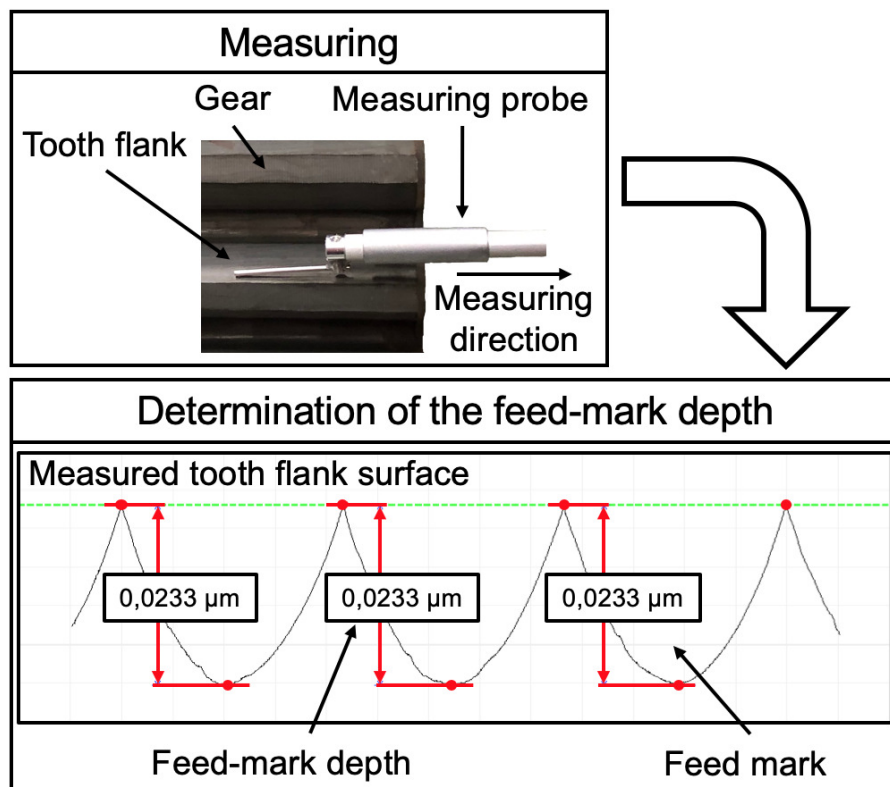 Measuring
Gear
Measuring probe
Tooth flank
Measuring
direction
Determination of the feed-mark depth
Measured tooth flank surface
0,0233 µm
0,0233 µm
0,0233 µm
Feed-mark depth
Feed mark